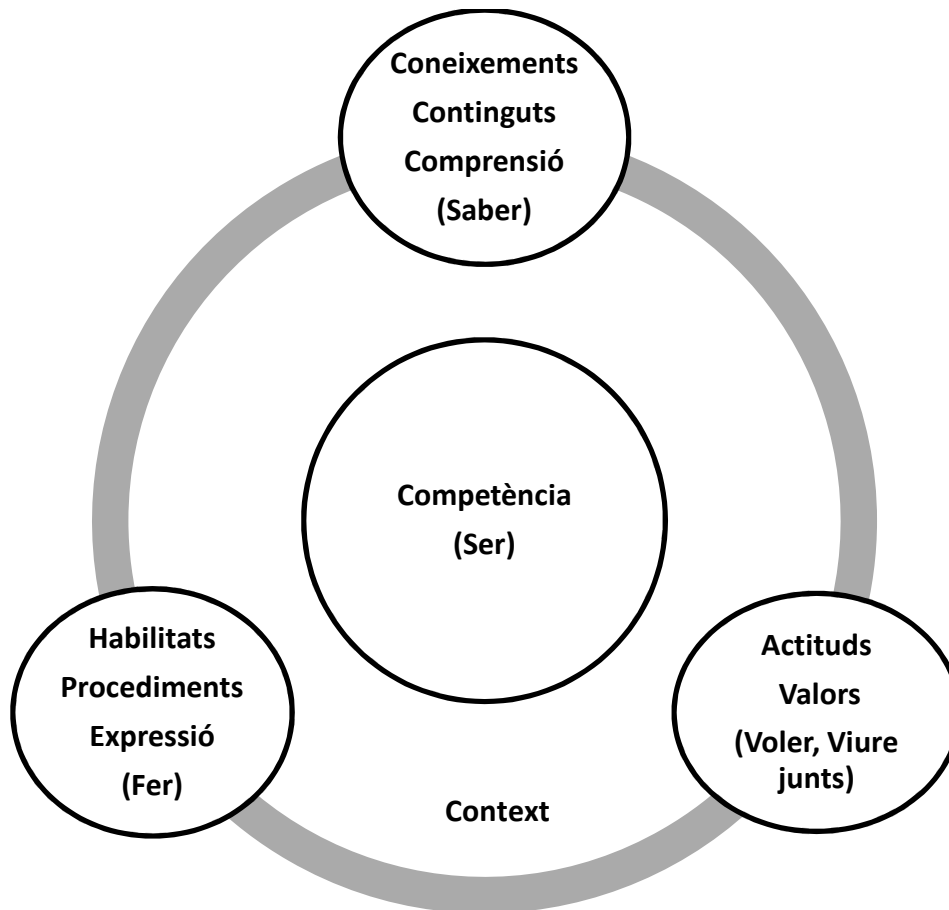 Coneixements
Continguts
Comprensió
(Saber)
Competència
(Ser)
Habilitats
Procediments
Expressió
(Fer)
Actituds
Valors
(Voler, Viure
junts)
Context